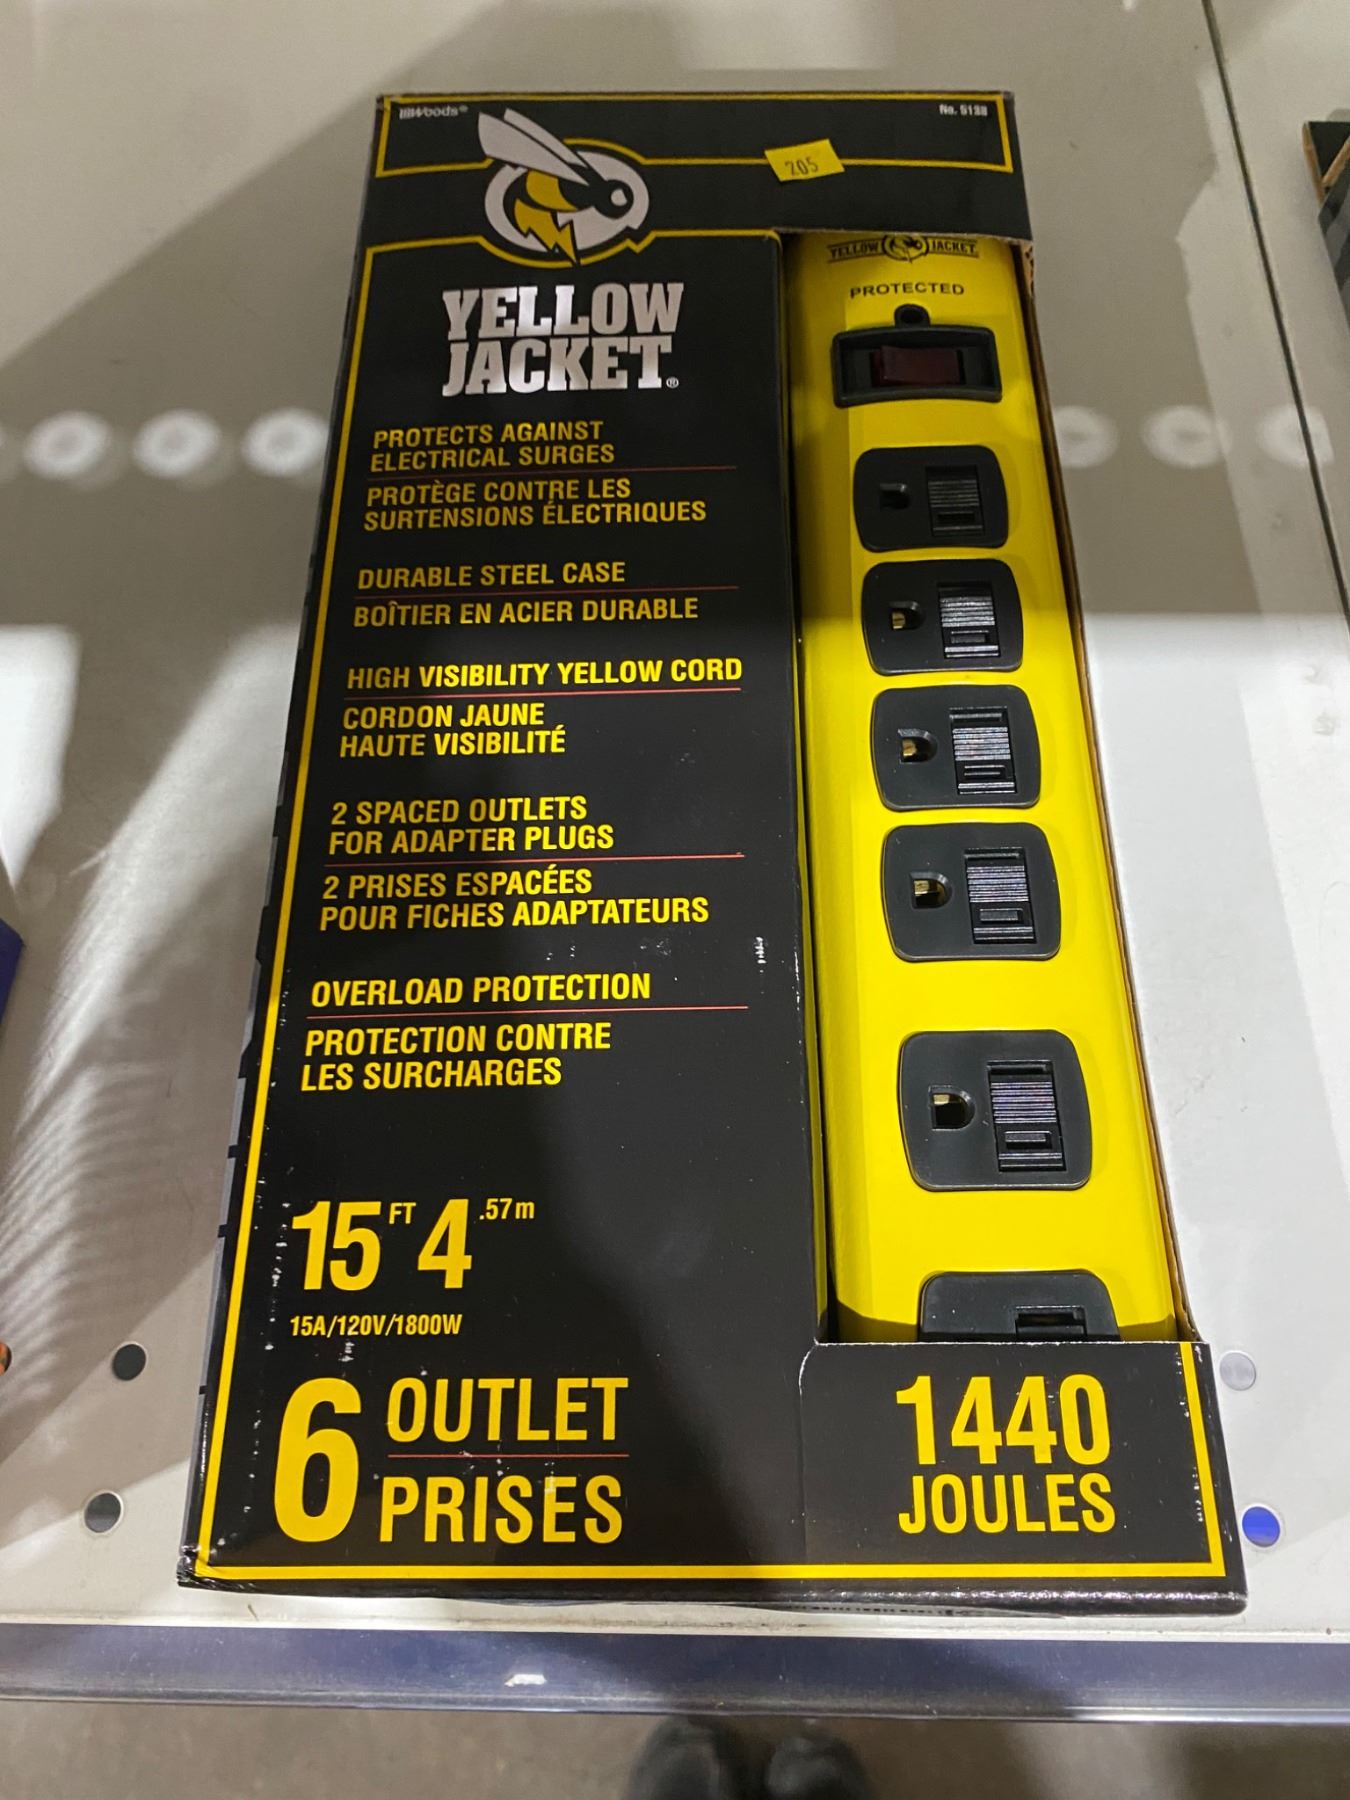 Woods®
No. 5138
205
YELLOW
JACKET®
PROTECTS AGAINST
ELECTRICAL SURGES
PROTÈGE CONTRE LES
SURTENSIONS ÉLECTRIQUES
DURABLE STEEL CASE
BOÎTIER EN ACIER DURABLE
HIGH VISIBILITY YELLOW CORD
CORDON JAUNE
HAUTE VISIBILITÉ
2 SPACED OUTLETS
FOR ADAPTER PLUGS
2 PRISES ESPACÉES
POUR FICHES ADAPTATEURS
OVERLOAD PROTECTION
PROTECTION CONTRE
LES SURCHARGES
15 FT 4.57m
15A/120V/1800W
6 OUTLET
PRISES
YELLOW JACKET
PROTECTED
1440
JOULES